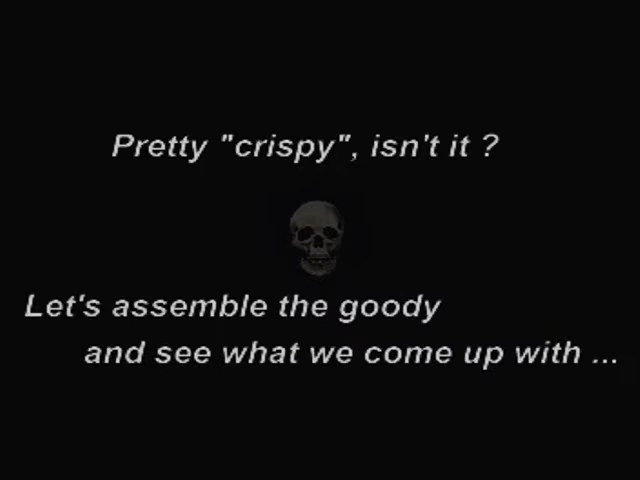 Pretty "crispy", isn't it ?
Let's assemble the goody
and see what we come up with ...